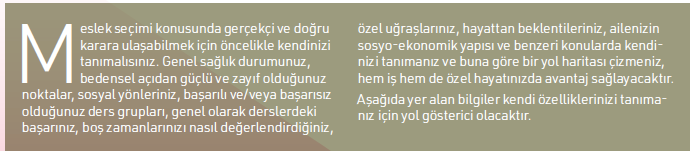 Meslek seçimi konusunda gerçekçi ve doğru
karara ulaşabilmek için öncelikle kendinizi
tanımalısınız. Genel sağlık durumunuz,
bedensel açıdan güçlü ve zayıf olduğunuz
noktalar, sosyal yönleriniz, başarılı ve/veya başarısız
olduğunuz ders grupları, genel olarak derslerdeki
başarınız, boş zamanlarınızı nasıl değerlendirdiğiniz,
özel uğraşlarınız, hayattan beklentileriniz, ailenizin
sosyo-ekonomik yapısı ve benzeri konularda kendi-
nizi tanımanız ve buna göre bir yol haritası çizmeniz,
hem iş hem de özel hayatınızda avantaj sağlayacaktır.
Aşağıda yer alan bilgiler kendi özelliklerinizi tanıma-
nız için yol gösterici olacaktır.